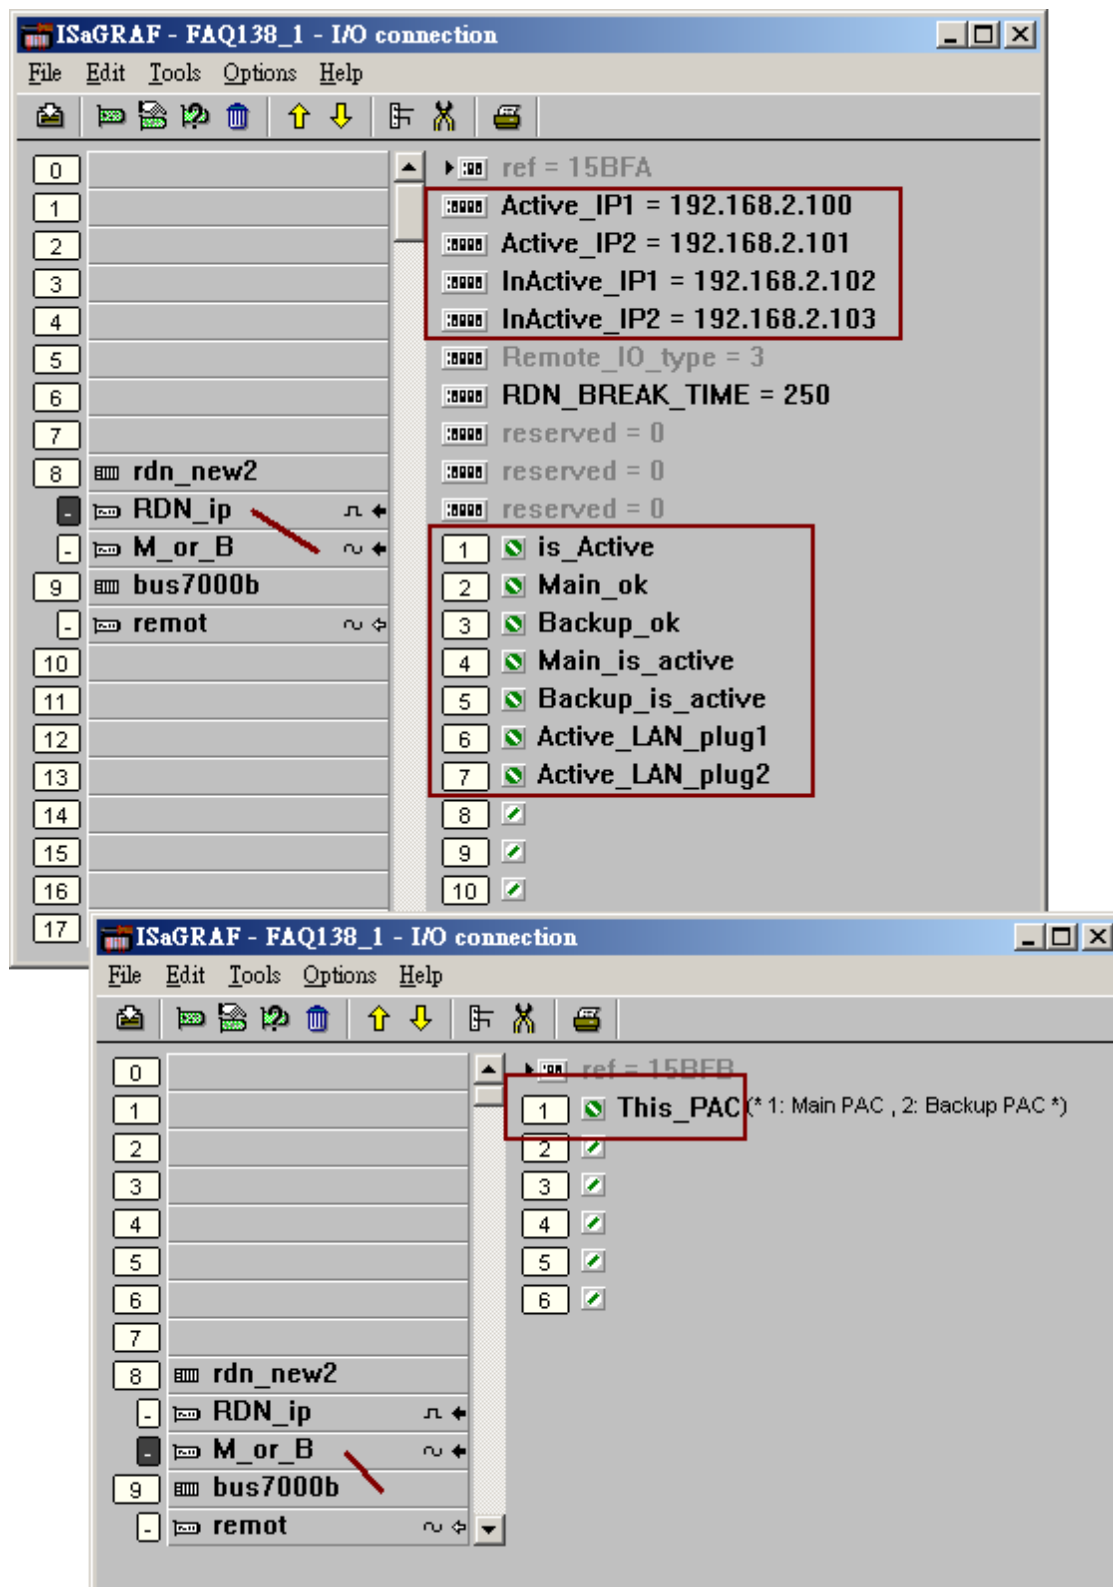 ISaGRAF - FAQ138_1 - I/O connection
File Edit Tools Options Help
0
1
2
3
4
5
6
7
8 rdn_new2
- RDN_ip
- M_or_B
9 bus7000b
- remot
10
11
12
13
14
15
16
17
ref = 15BFA
Active_IP1 = 192.168.2.100
Active_IP2 = 192.168.2.101
InActive_IP1 = 192.168.2.102
InActive_IP2 = 192.168.2.103
Remote_IO_type = 3
RDN_BREAK_TIME = 250
reserved = 0
reserved = 0
reserved = 0
1 is_Active
2 Main_ok
3 Backup_ok
4 Main_is_active
5 Backup_is_active
6 Active_LAN_plug1
7 Active_LAN_plug2
8
9
10
ISaGRAF - FAQ138_1 - I/O connection
File Edit Tools Options Help
0
1
2
3
4
5
6
7
8 rdn_new2
- RDN_ip
- M_or_B
9 bus7000b
- remot
ref = 15BFB
1 This_PAC (* 1: Main PAC , 2: Backup PAC *)
2
3
4
5
6